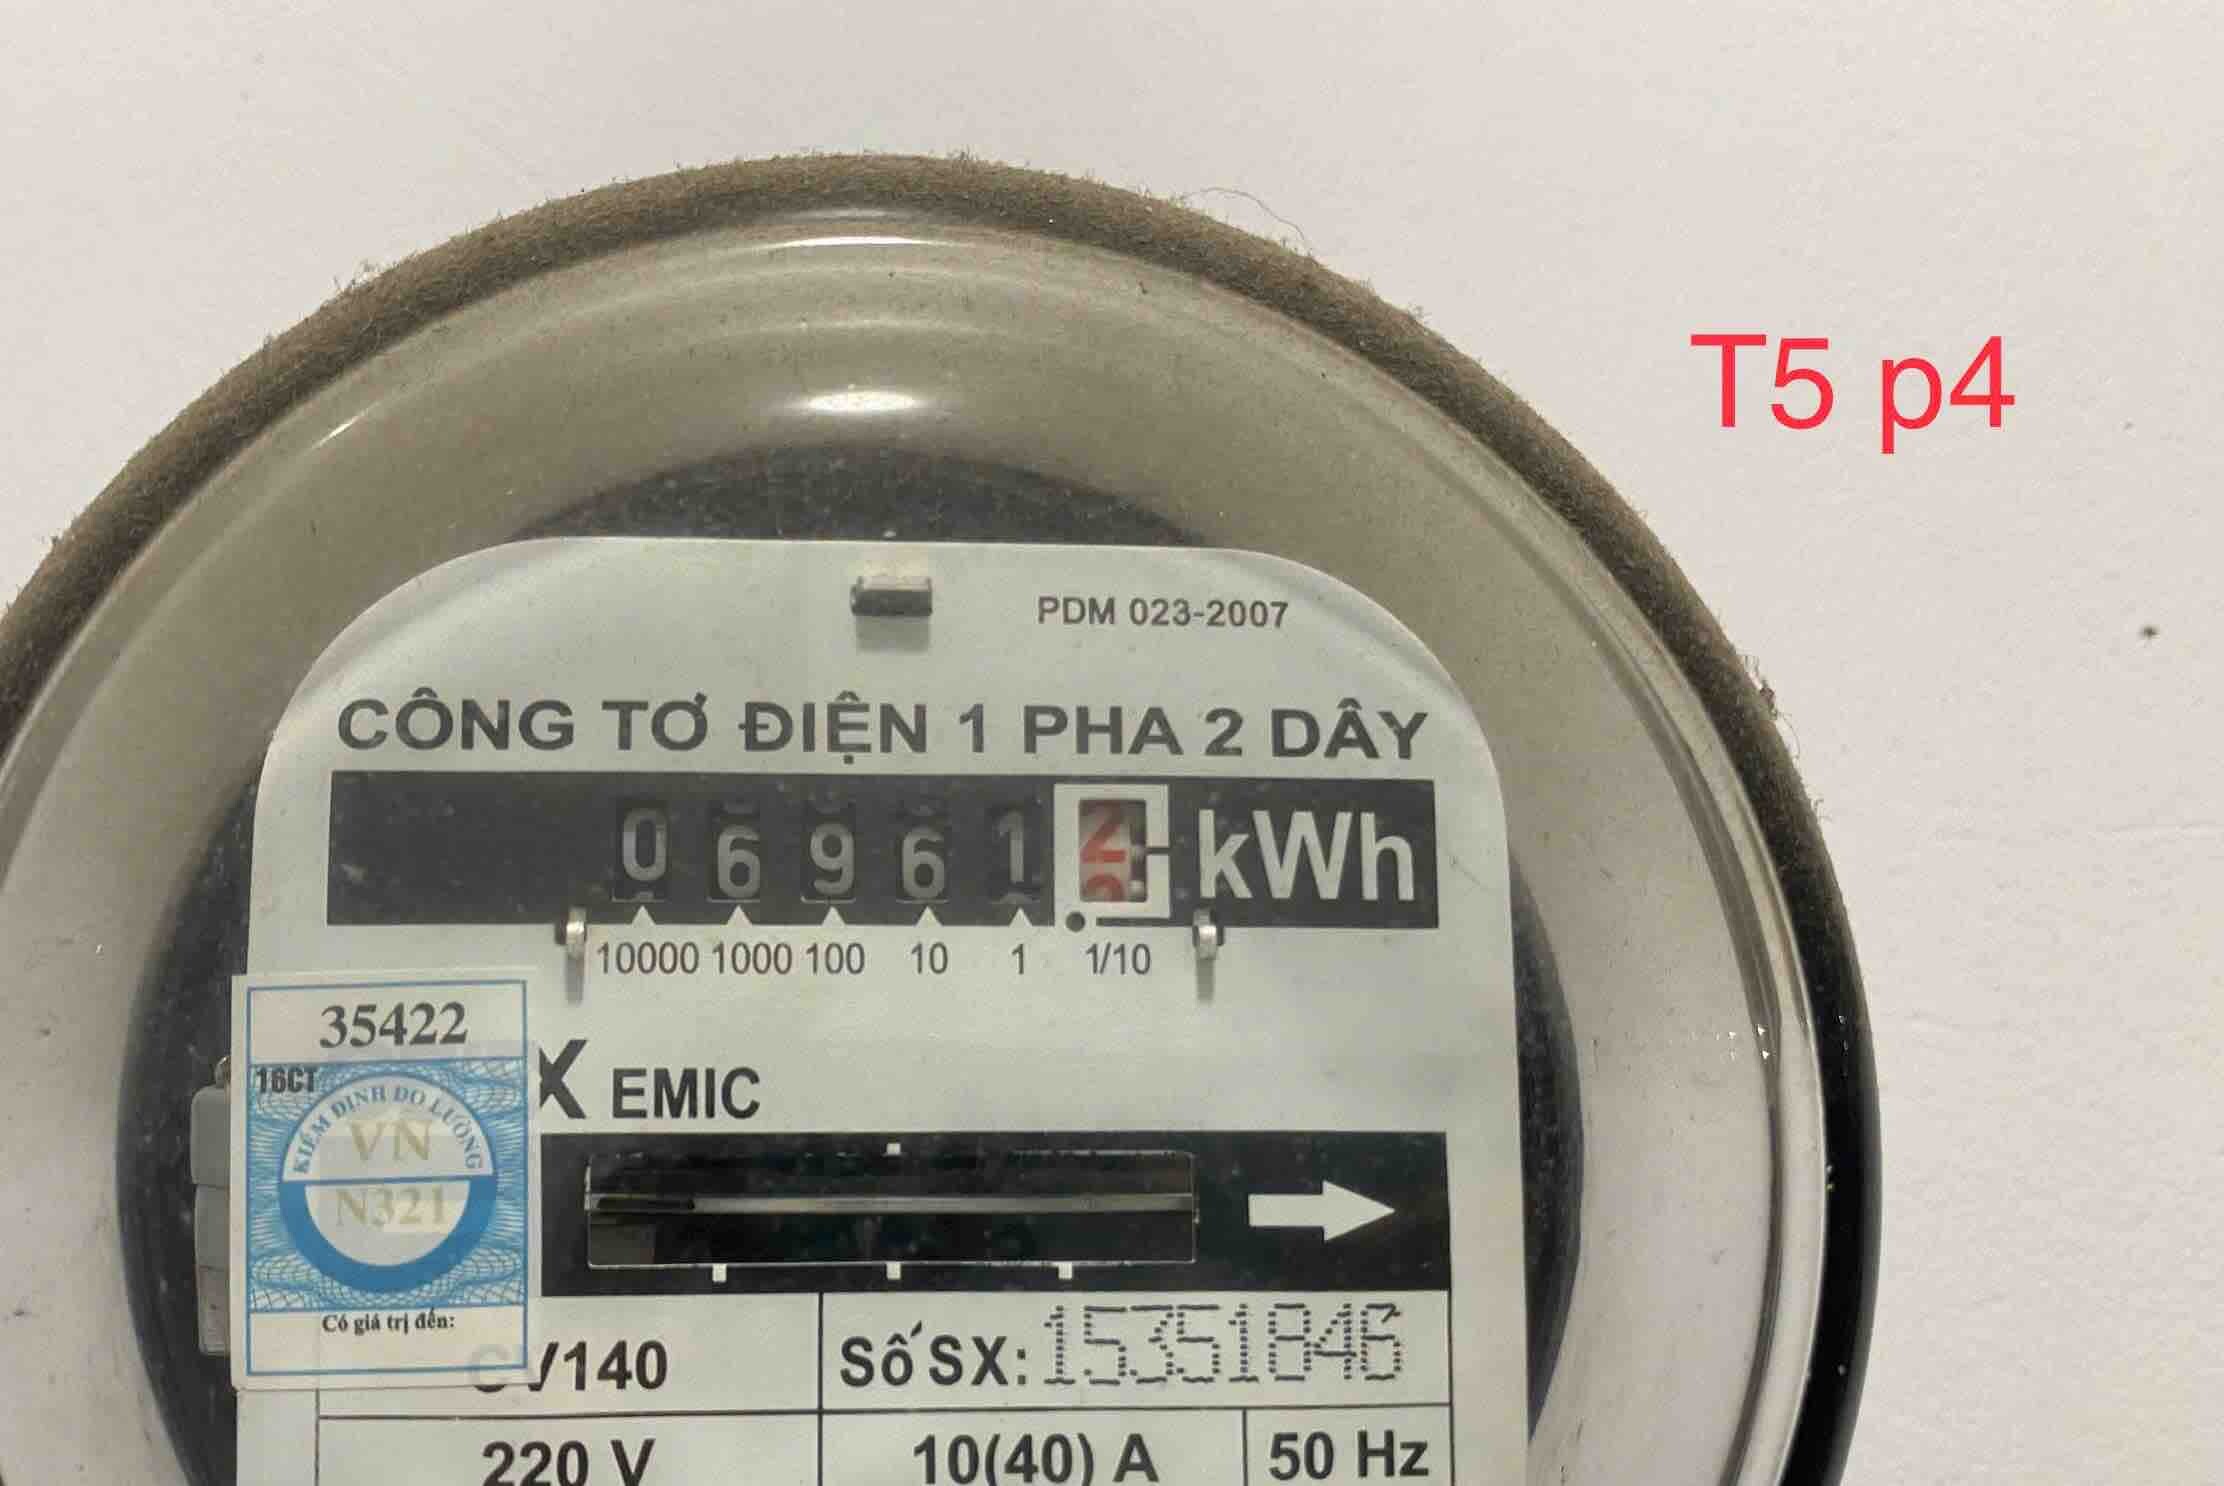 T5 p4
PDM 023-2007
CÔNG TƠ ĐIỆN 1 PHA 2 DÂY
0 6 9 6 1 2 kWh
10000 1000 100 10 1 1/10
35422
X EMIC
16CT
KIỂM ĐỊNH ĐO LƯỜNG
VN
N321
Có giá trị đến:
CV140
Số SX: 15351846
220 V 10(40) A 50 Hz